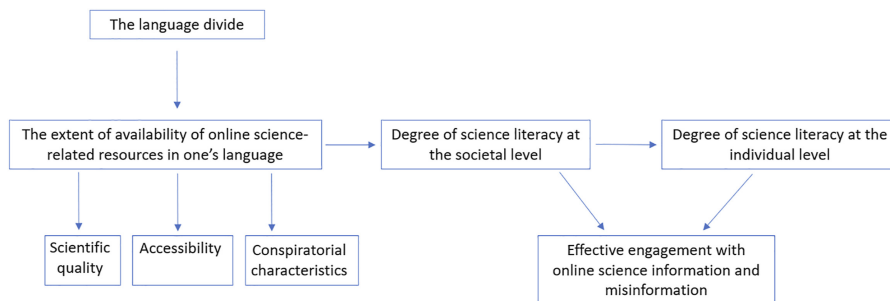 The language divide
The extent of availability of online science-
related resources in one's language
Degree of science literacy at
the societal level
Degree of science literacy at the
individual level
Scientific
quality
Accessibility
Conspiratorial
characteristics
Effective engagement with
online science information and
misinformation